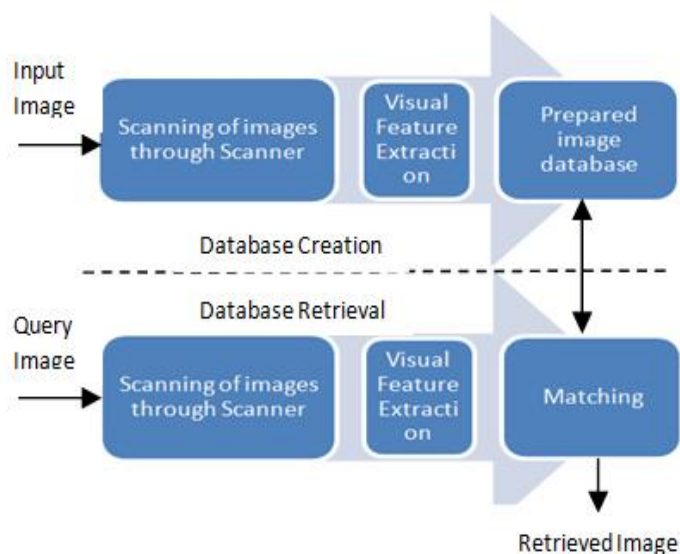 Input
Image
Scanning of images
through Scanner
Visual
Feature
Extracti
on
Prepared
image
database
Database Creation
Database Retrieval
Query
Image
Scanning of images
through Scanner
Visual
Feature
Extracti
on
Matching
Retrieved Image